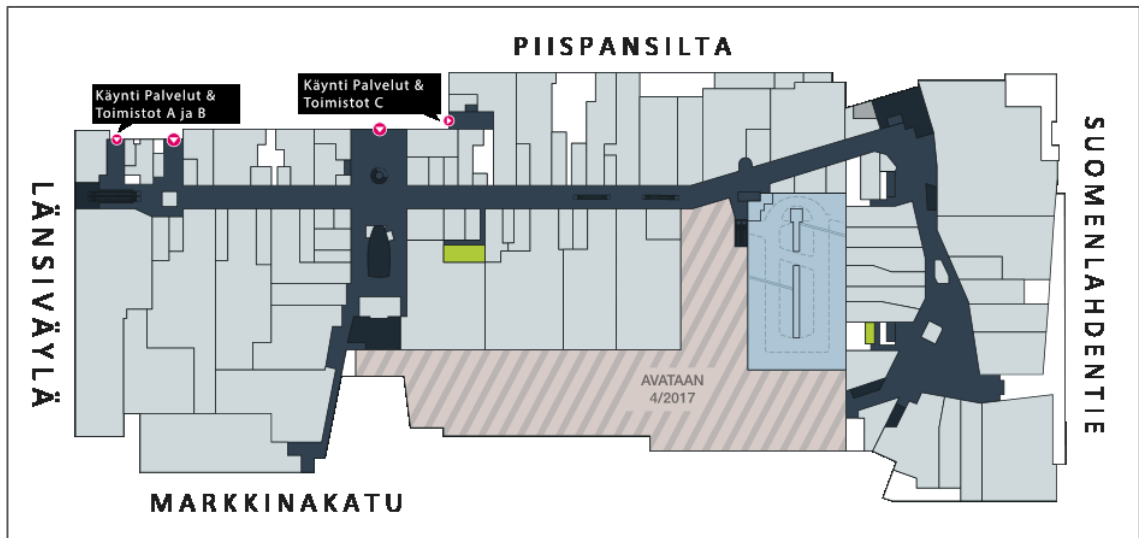 PIISPANSILTA
Käynti Palvelut &
Toimistot A ja B
Käynti Palvelut &
Toimistot C
LÄNSIVÄYLÄ
SUOMENLAHDENTIE
AVATAAN
4/2017
MARKKINAKATU